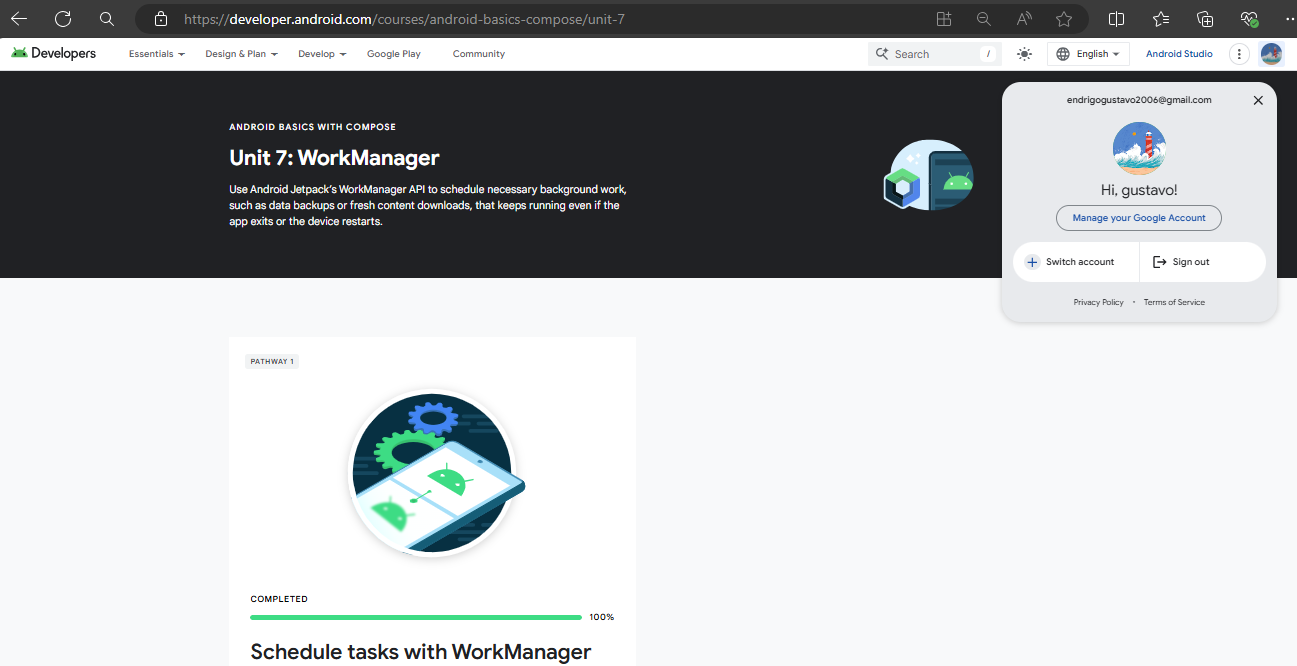 https://developer.android.com/courses/android-basics-compose/unit-7
Developers
Essentials
Design & Plan
Develop
Google Play
Community
Search
/
English
Android Studio
ANDROID BASICS WITH COMPOSE
Unit 7: WorkManager
Use Android Jetpack's WorkManager API to schedule necessary background work,
such as data backups or fresh content downloads, that keeps running even if the
app exits or the device restarts.
endrigogustavo2006@gmail.com
Hi, gustavo!
Manage your Google Account
Switch account
Sign out
Privacy Policy • Terms of Service
PATHWAY 1
COMPLETED
100%
Schedule tasks with WorkManager